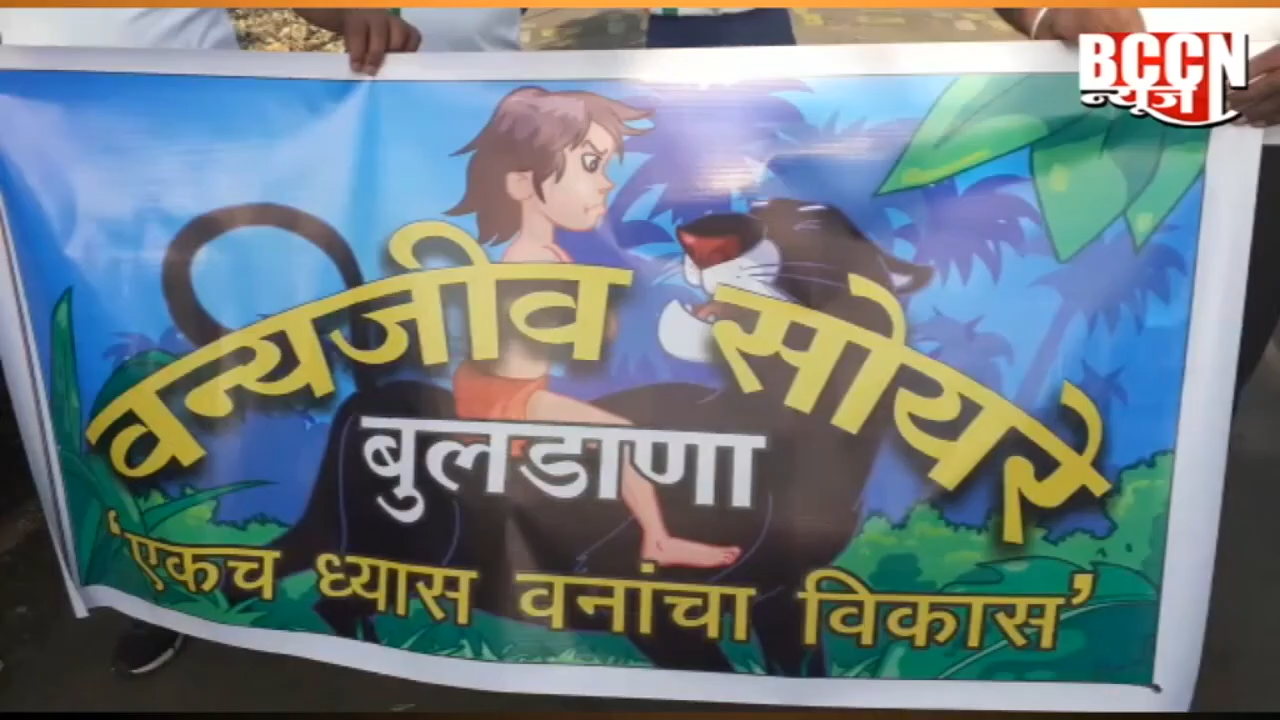 BCCN
न्यूज
वन्यजीव सोयरे
बुलडाणा
‘एकच ध्यास वनांचा विकास’